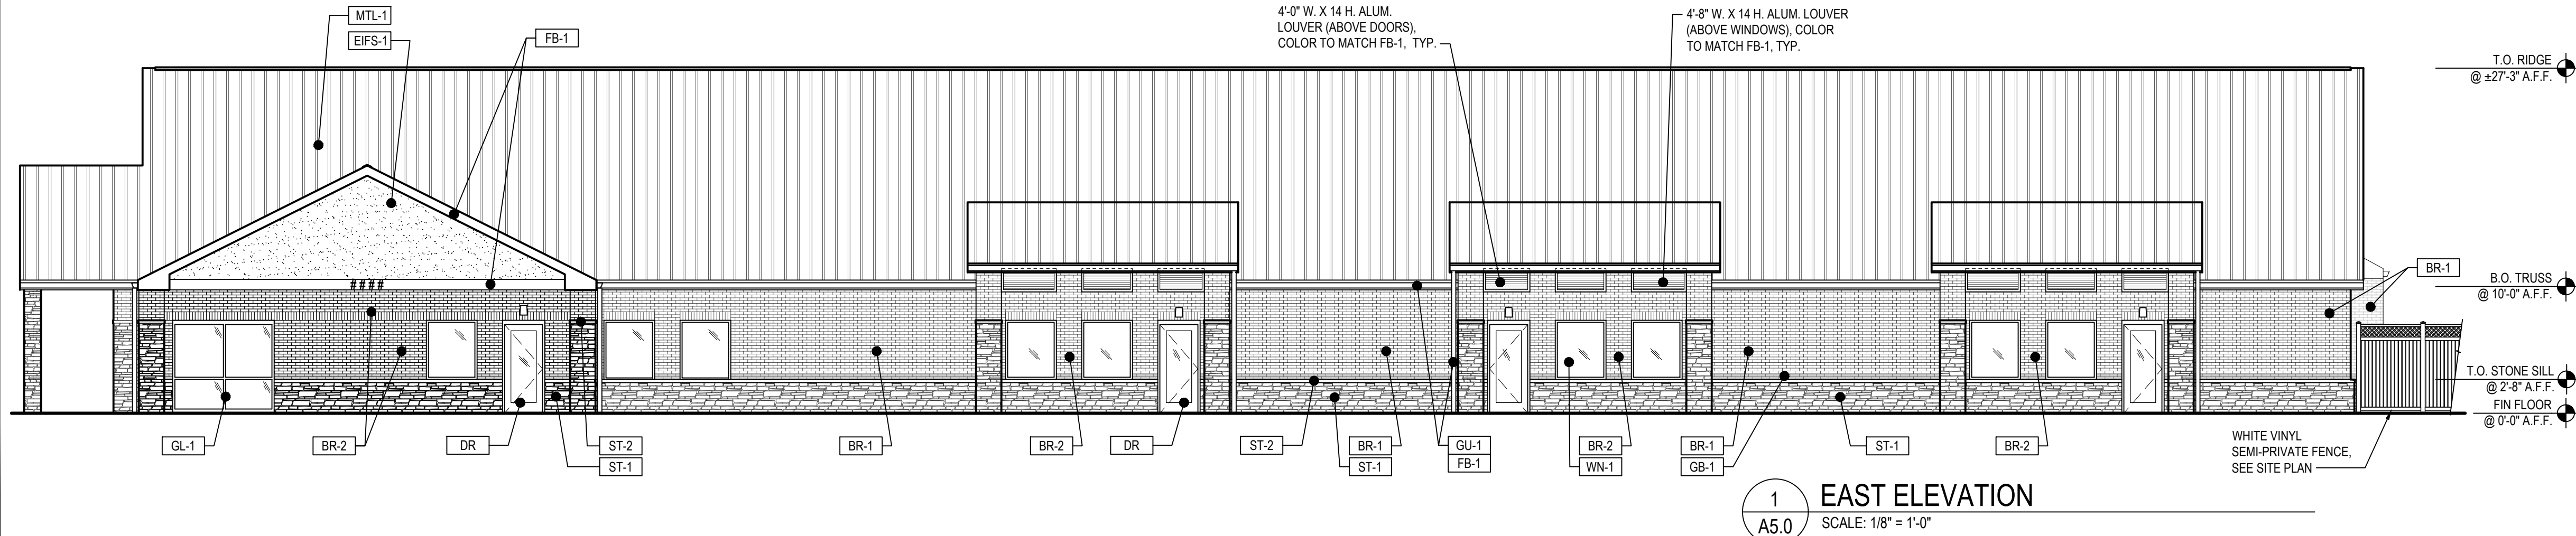 MTL-1
EIFS-1
FB-1
4'-0" W. X 14 H. ALUM.
LOUVER (ABOVE DOORS),
COLOR TO MATCH FB-1, TYP.
4'-8" W. X 14 H. ALUM. LOUVER
(ABOVE WINDOWS), COLOR
TO MATCH FB-1, TYP.
T.O. RIDGE
@ ±27'-3" A.F.F.
####
BR-1
B.O. TRUSS
@ 10'-0" A.F.F.
T.O. STONE SILL
@ 2'-8" A.F.F.
FIN FLOOR
@ 0'-0" A.F.F.
GL-1
BR-2
DR
ST-2
ST-1
BR-1
BR-2
DR
ST-2
BR-1
ST-1
GU-1
FB-1
BR-2
WN-1
BR-1
GB-1
ST-1
BR-2
WHITE VINYL
SEMI-PRIVATE FENCE,
SEE SITE PLAN
1
A5.0
EAST ELEVATION
SCALE: 1/8" = 1'-0"